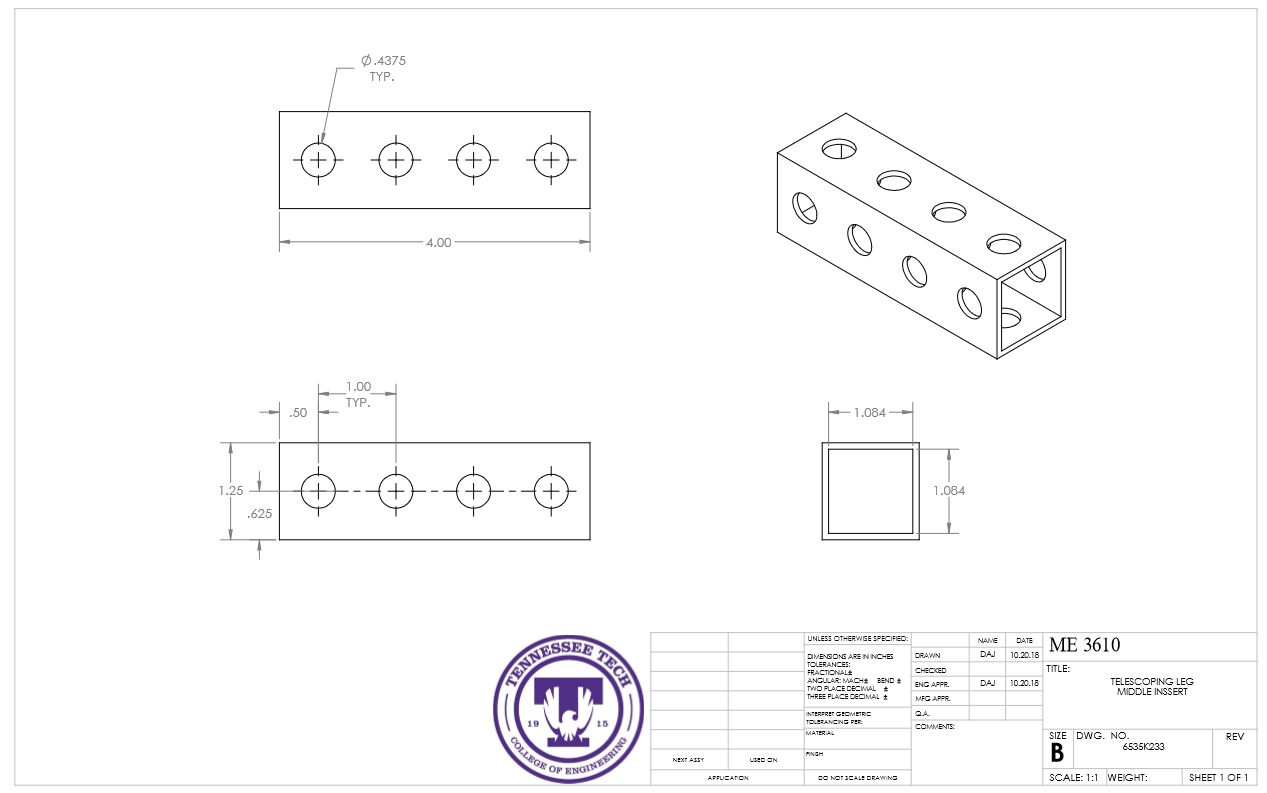 Ø.4375
TYP.
4.00
1.00
TYP.
.50
1.25
.625
1.084
1.084
TENNESSEE TECH
T
1915
COLLEGE OF ENGINEERING
NEXT ASSY
USED ON
APPLICATION
UNLESS OTHERWISE SPECIFIED:
DIMENSIONS ARE IN INCHES
TOLERANCES:
FRACTIONAL±
ANGULAR: MACH± BEND ±
TWO PLACE DECIMAL ±
THREE PLACE DECIMAL ±
INTERPRET GEOMETRIC
TOLERANCING PER:
MATERIAL
FINISH
DO NOT SCALE DRAWING
NAME DATE
DRAWN DAJ 10.20.18
CHECKED
ENG APPR. DAJ 10.20.18
MFG APPR.
Q.A.
COMMENTS:
ME 3610
TITLE:
TELESCOPING LEG
MIDDLE INSSERT
SIZE DWG. NO. REV
B 6535K233
SCALE: 1:1 WEIGHT: SHEET 1 OF 1